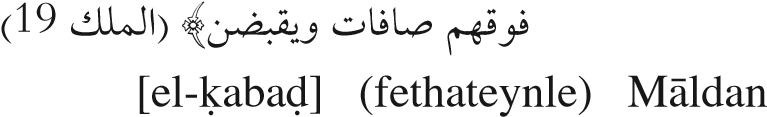 فوقهم صافات ويقبضن﴾ (الملك 19)
[el-ḳabaḍ] (fethateynle) Māldan